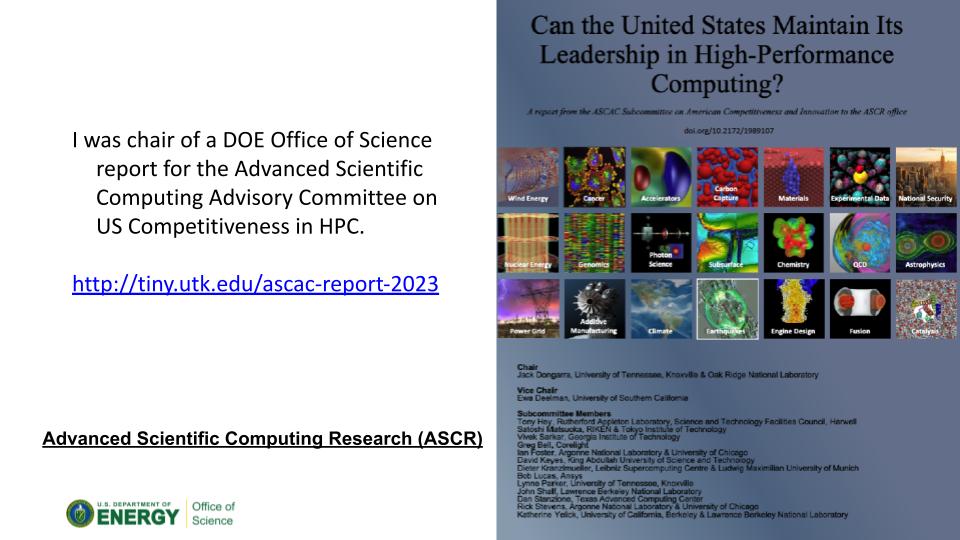 I was chair of a DOE Office of Science
report for the Advanced Scientific
Computing Advisory Committee on
US Competitiveness in HPC.
http://tiny.utk.edu/ascac-report-2023
Advanced Scientific Computing Research (ASCR)
U.S. DEPARTMENT OF
ENERGY
Office of
Science
Can the United States Maintain Its
Leadership in High-Performance
Computing?
A report from the ASCAC Subcommittee on American Competitiveness and Innovation to the ASCR office
doi.org/10.2172/1989107
Wind Energy
Cancer
Accelerators
Carbon
Capture
Materials
Experimental Data
National Security
Nuclear Energy
Genomics
Photon
Science
Subsurface
Chemistry
QCD
Astrophysics
Power Grid
Additive
Manufacturing
Climate
Earthquakes
Engine Design
Fusion
Catalysis
Chair
Jack Dongarra, University of Tennessee, Knoxville & Oak Ridge National Laboratory
Vice Chair
Ewa Deelman, University of Southern California
Subcommittee Members
Tony Hey, Rutherford Appleton Laboratory, Science and Technology Facilities Council, Harwell
Satoshi Matsuoka, RIKEN & Tokyo Institute of Technology
Vivek Sarkar, Georgia Institute of Technology
Greg Bell, Corelight
Ian Foster, Argonne National Laboratory & University of Chicago
David Keyes, King Abdullah University of Science and Technology
Dieter Kranzlmueller, Leibniz Supercomputing Centre & Ludwig Maximilian University of Munich
Bob Lucas, Ansys
Lynne Parker, University of Tennessee, Knoxville
John Shalf, Lawrence Berkeley National Laboratory
Dan Stanzione, Texas Advanced Computing Center
Rick Stevens, Argonne National Laboratory & University of Chicago
Katherine Yelick, University of California, Berkeley & Lawrence Berkeley National Laboratory